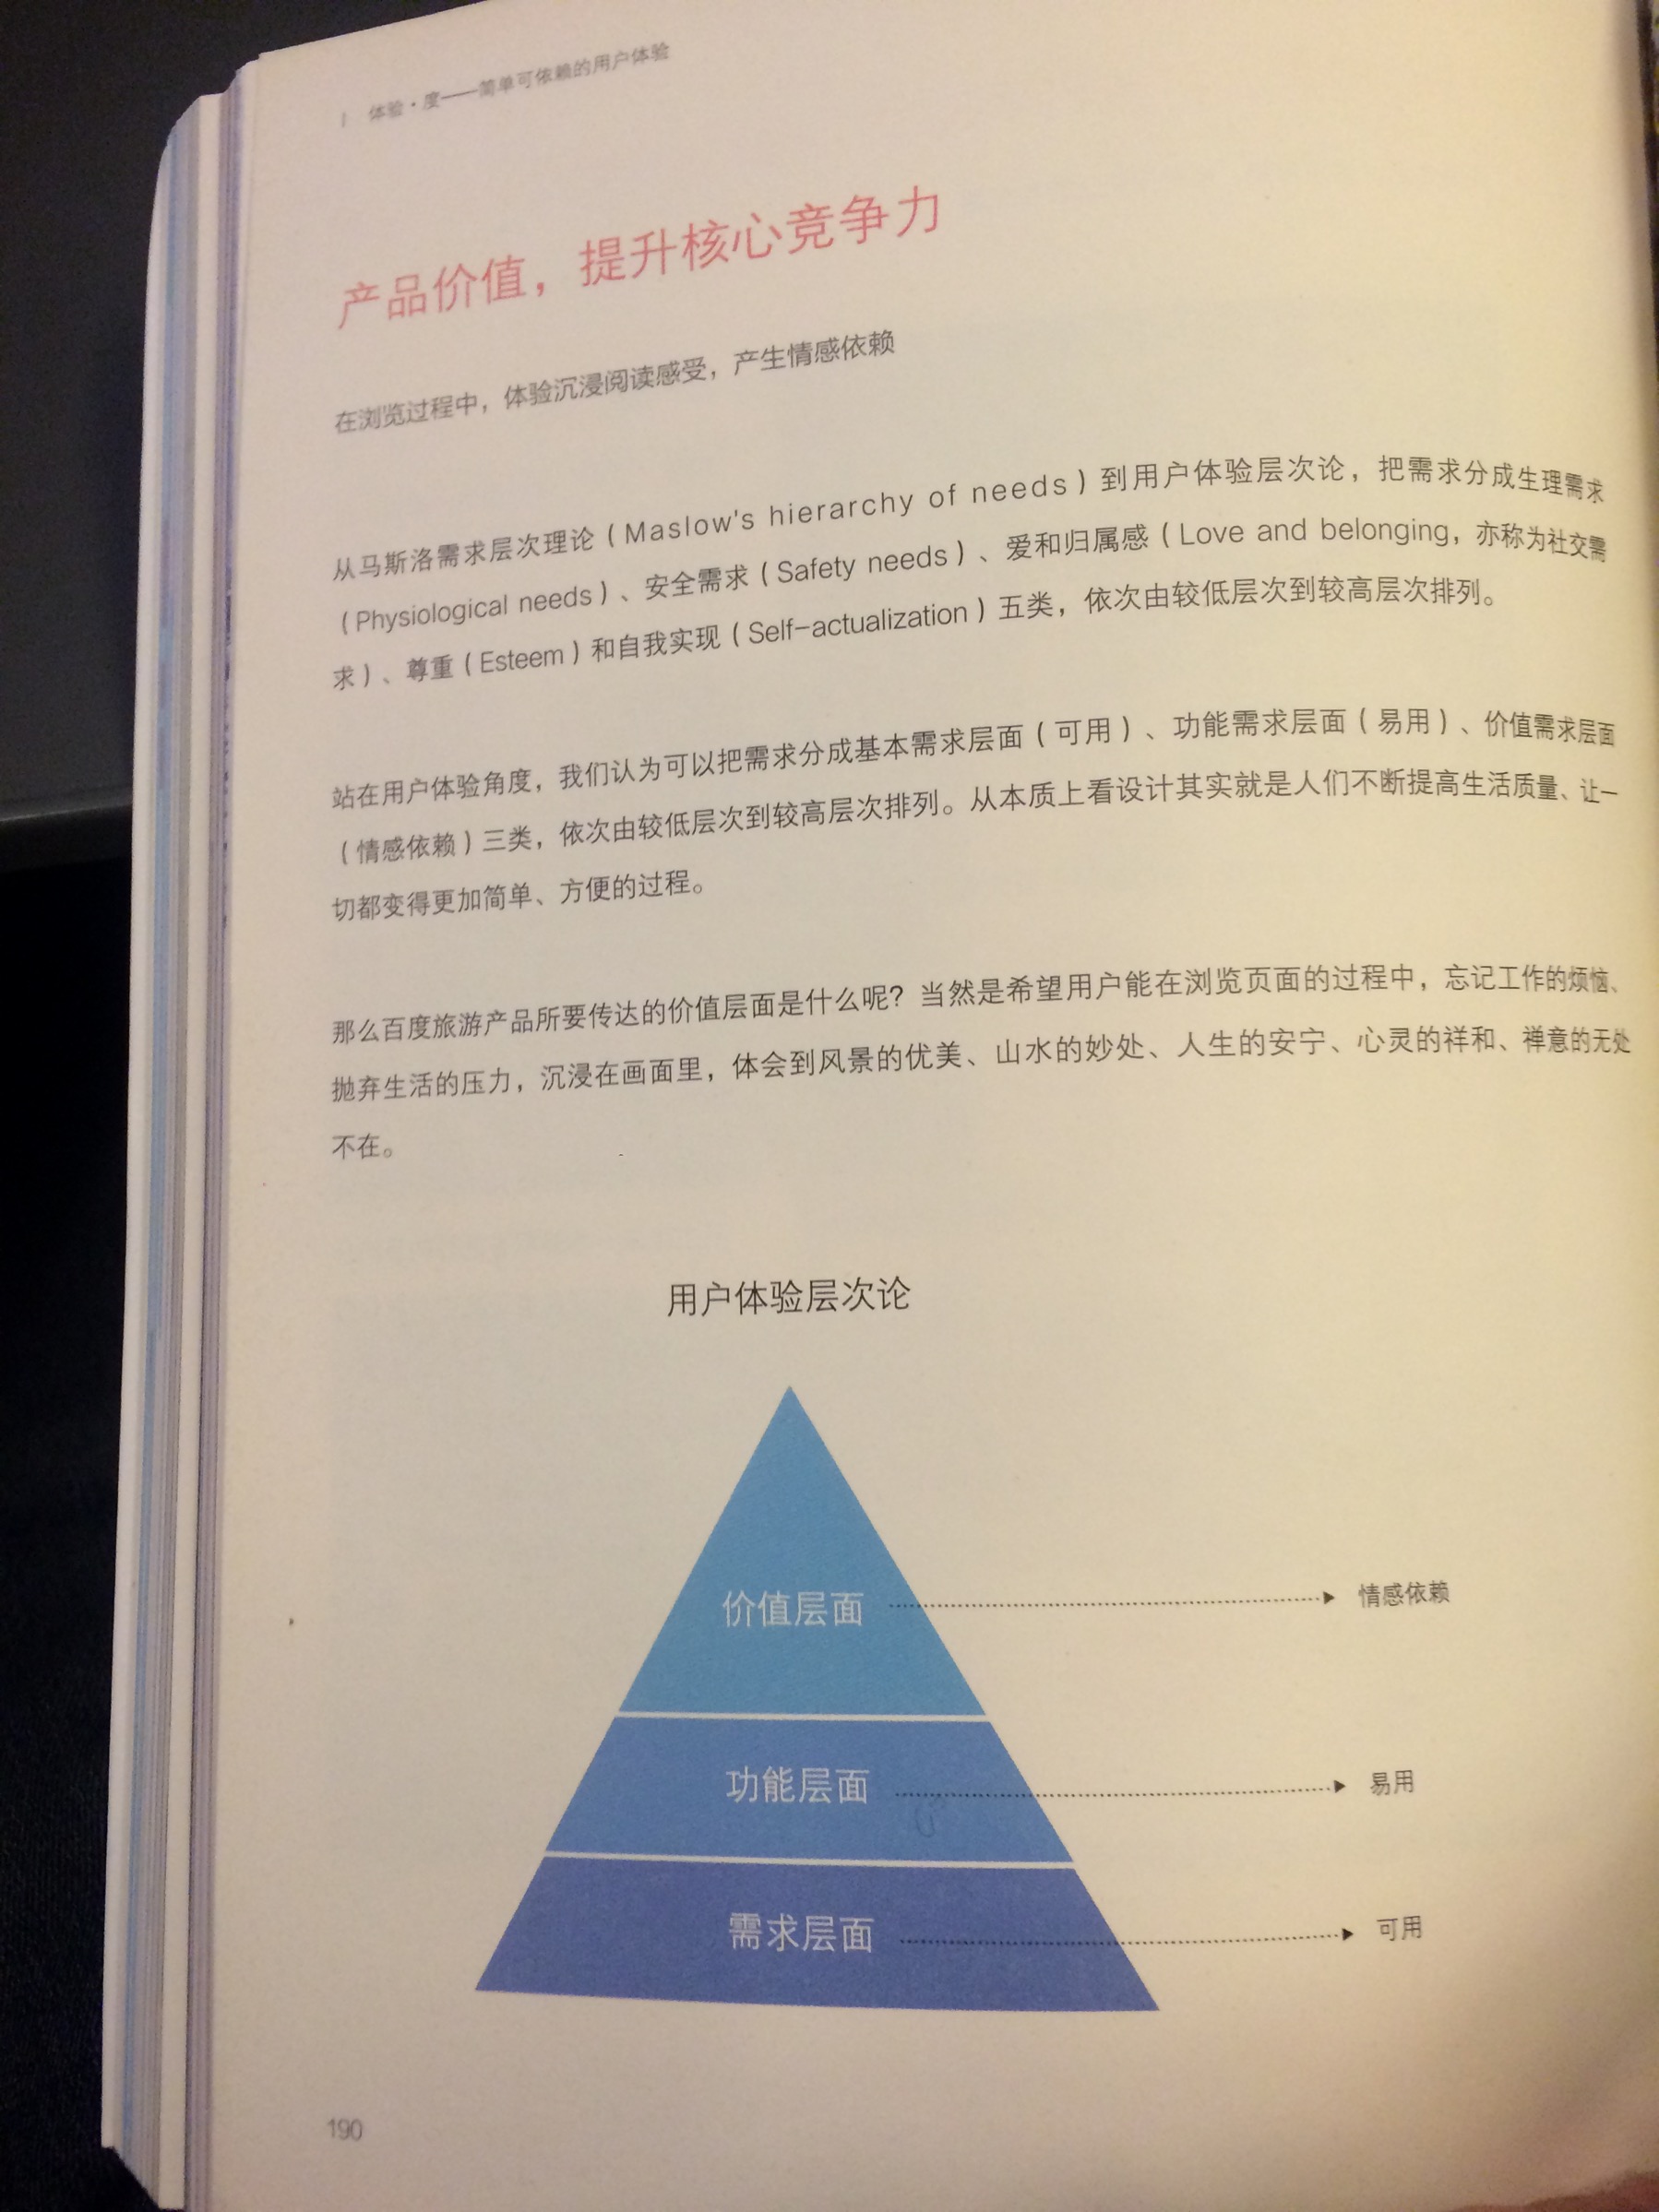 体验·度——简单可依赖的用户体验
产品价值，提升核心竞争力
在浏览过程中，体验沉浸阅读感受，产生情感依赖
从马斯洛需求层次理论（Maslow's hierarchy of needs）到用户体验层次论，把需求分成生理需求
（Physiological needs）、安全需求（Safety needs）、爱和归属感（Love and belonging，亦称为社交需
求）、尊重（Esteem）和自我实现（Self-actualization）五类，依次由较低层次到较高层次排列。
站在用户体验角度，我们认为可以把需求分成基本需求层面（可用）、功能需求层面（易用）、价值需求层面
（情感依赖）三类，依次由较低层次到较高层次排列。从本质上看设计其实就是人们不断提高生活质量、让一
切都变得更加简单、方便的过程。
那么百度旅游产品所要传达的价值层面是什么呢？当然是希望用户能在浏览页面的过程中，忘记工作的烦恼、
抛弃生活的压力，沉浸在画面里，体会到风景的优美、山水的妙处、人生的安宁、心灵的祥和、禅意的无处
不在。
用户体验层次论
价值层面 情感依赖
功能层面 易用
需求层面 可用
190